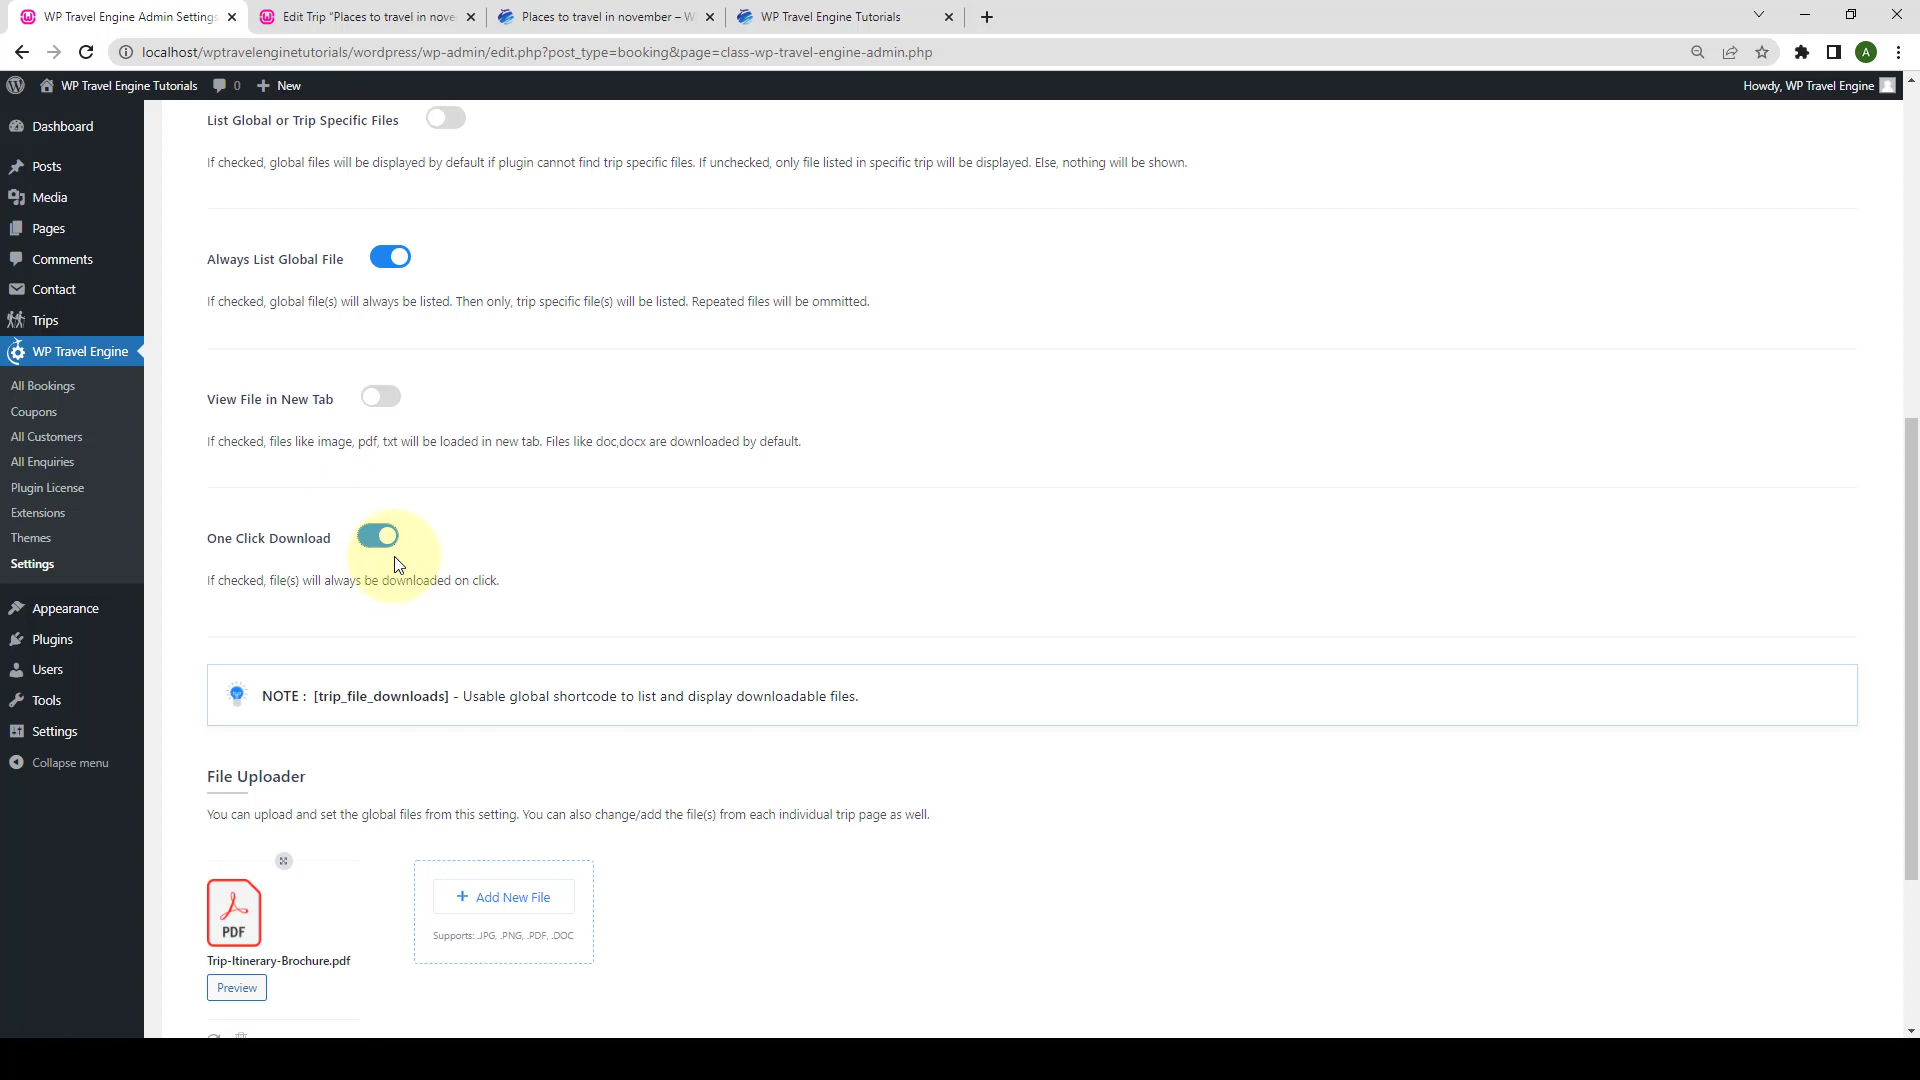 WP Travel Engine Admin Settings
Edit Trip "Places to travel in nove
Places to travel in november – W
WP Travel Engine Tutorials
localhost/wptravelenginetutorials/wordpress/wp-admin/edit.php?post_type=booking&page=class-wp-travel-engine-admin.php
A
WP Travel Engine Tutorials
0
New
Howdy, WP Travel Engine
Dashboard
Posts
Media
Pages
Comments
Contact
Trips
WP Travel Engine
All Bookings
Coupons
All Customers
All Enquiries
Plugin License
Extensions
Themes
Settings
Appearance
Plugins
Users
Tools
Settings
Collapse menu
List Global or Trip Specific Files
If checked, global files will be displayed by default if plugin cannot find trip specific files. If unchecked, only file listed in specific trip will be displayed. Else, nothing will be shown.
Always List Global File
If checked, global file(s) will always be listed. Then only, trip specific file(s) will be listed. Repeated files will be ommitted.
View File in New Tab
If checked, files like image, pdf, txt will be loaded in new tab. Files like doc,docx are downloaded by default.
One Click Download
If checked, file(s) will always be downloaded on click.
NOTE : [trip_file_downloads] - Usable global shortcode to list and display downloadable files.
File Uploader
You can upload and set the global files from this setting. You can also change/add the file(s) from each individual trip page as well.
PDF
Trip-Itinerary-Brochure.pdf
Preview
+ Add New File
Supports: .JPG, .PNG, .PDF, .DOC